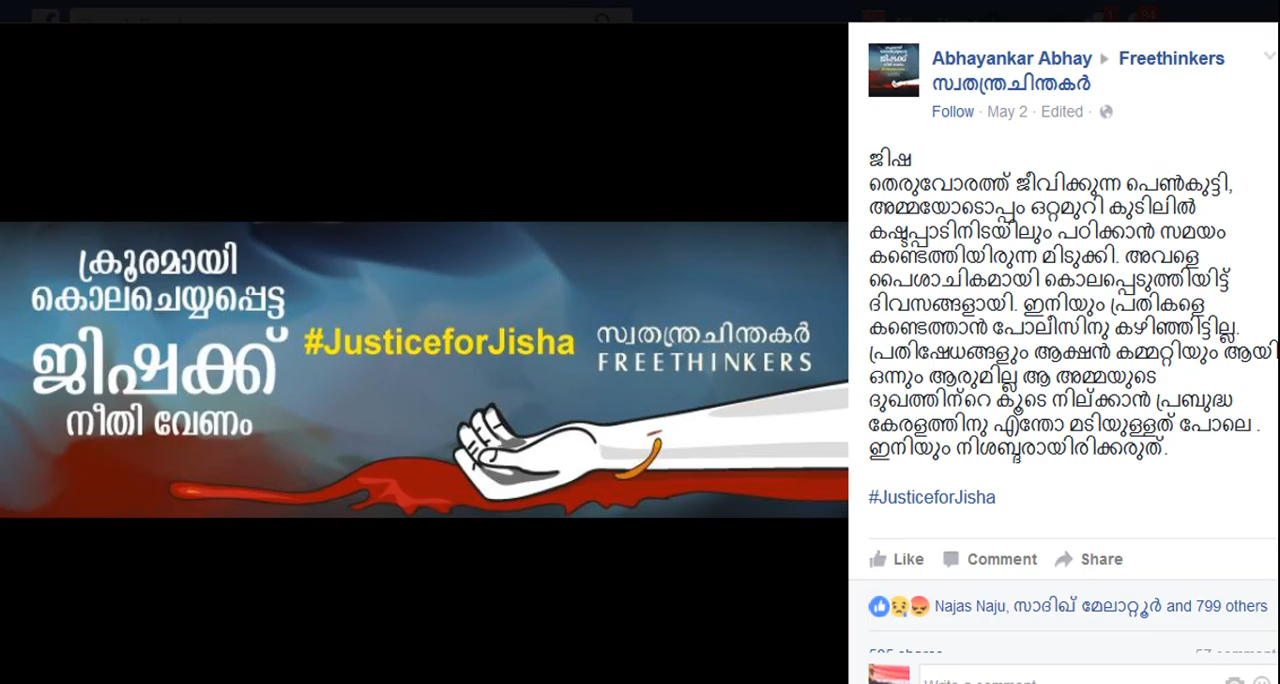 ക്രൂരമായി
കൊലചെയ്യപ്പെട്ട
ജിഷക്ക്
നീതി വേണം
#JusticeforJisha
സ്വതന്ത്രചിന്തകർ
FREETHINKERS
Abhayankar Abhay ▸ Freethinkers
സ്വതന്ത്രചിന്തകർ
Follow · May 2 · Edited ·
ജിഷ
തെരുവോരത്ത് ജീവിക്കുന്ന പെൺകുട്ടി,
അമ്മയോടൊപ്പം ഒറ്റമുറി കുടിലിൽ
കഷ്ടപ്പാടിനിടയിലും പഠിക്കാൻ സമയം
കണ്ടെത്തിയിരുന്ന മിടുക്കി. അവളെ
പൈശാചികമായി കൊലപ്പെടുത്തിയിട്ട്
ദിവസങ്ങളായി. ഇനിയും പ്രതികളെ
കണ്ടെത്താൻ പോലീസിനു കഴിഞ്ഞിട്ടില്ല.
പ്രതിഷേധങ്ങളും ആക്ഷൻ കമ്മറ്റിയും ആയി
ഒന്നും ആരുമില്ല ആ അമ്മയുടെ
ദുഖത്തിന്റെ കൂടെ നില്ക്കാൻ പ്രബുദ്ധ
കേരളത്തിനു എന്തോ മടിയുള്ളത് പോലെ .
ഇനിയും നിശബ്ദരായിരിക്കരുത്.
#JusticeforJisha
Like Comment Share
Najas Naju, സാദിഖ് മേലാറ്റൂർ and 799 others
Write a comment...